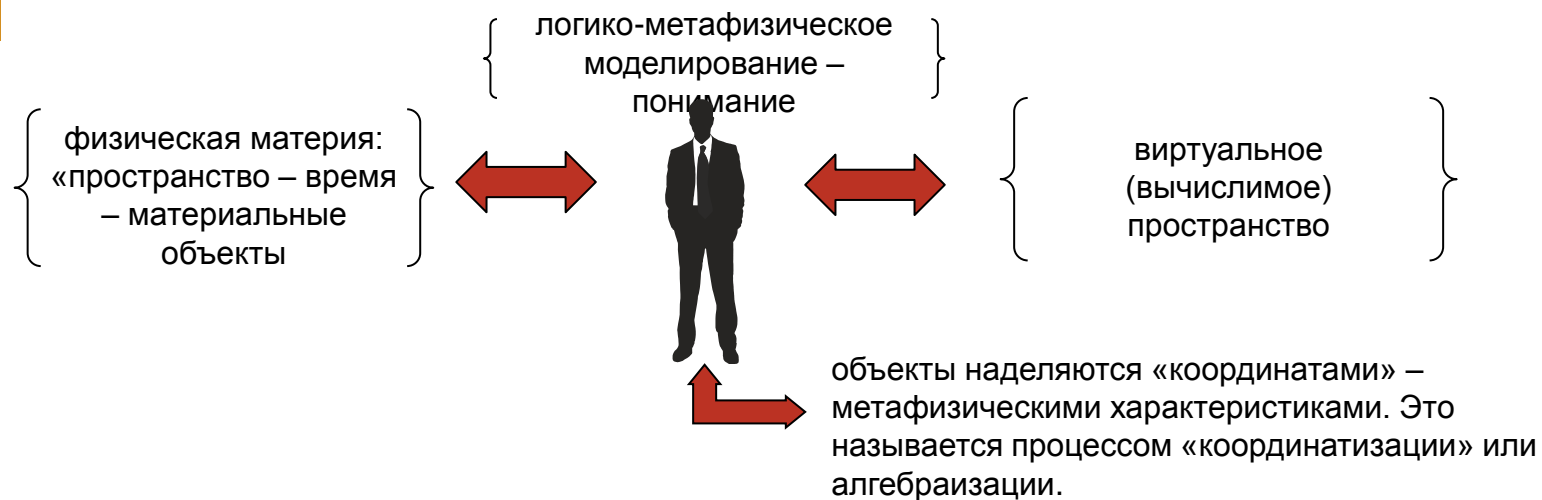 логико-метафизическое
моделирование –
понимание
физическая материя:
«пространство – время
– материальные
объекты
виртуальное
(вычислимое)
пространство
объекты наделяются «координатами» –
метафизическими характеристиками. Это
называется процессом «координатизации» или
алгебраизации.